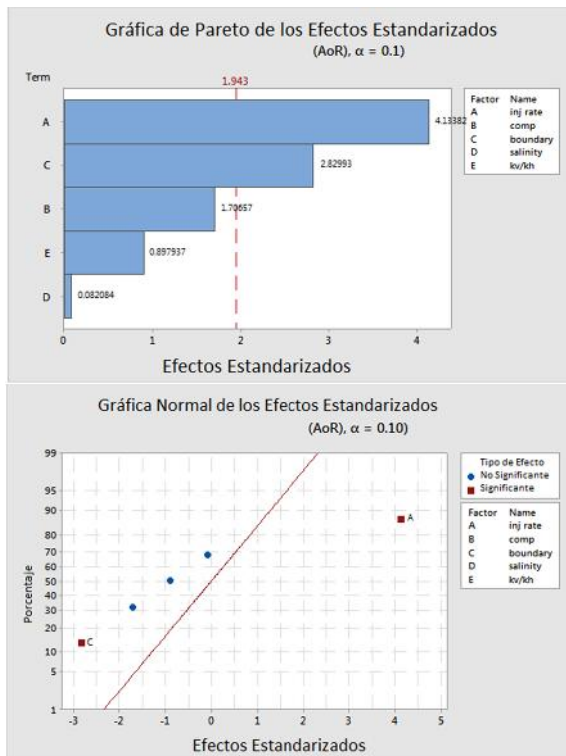 Gráfica de Pareto de los Efectos Estandarizados
(AoR), α = 0.1)
Term
1.943
A
4.13382
C
2.82993
B
1.70657
E
0.897937
D
0.082084
0 1 2 3 4
Efectos Estandarizados
Factor Name
A inj rate
B comp
C boundary
D salinity
E kv/kh
Gráfica Normal de los Efectos Estandarizados
(AoR), α = 0.10)
Porcentaje
99
95
90
80
70
60
50
40
30
20
10
5
1
A
C
-3 -2 -1 0 1 2 3 4 5
Efectos Estandarizados
Tipo de Efecto
No Significante
Significante
Factor Name
A inj rate
B comp
C boundary
D salinity
E kv/kh